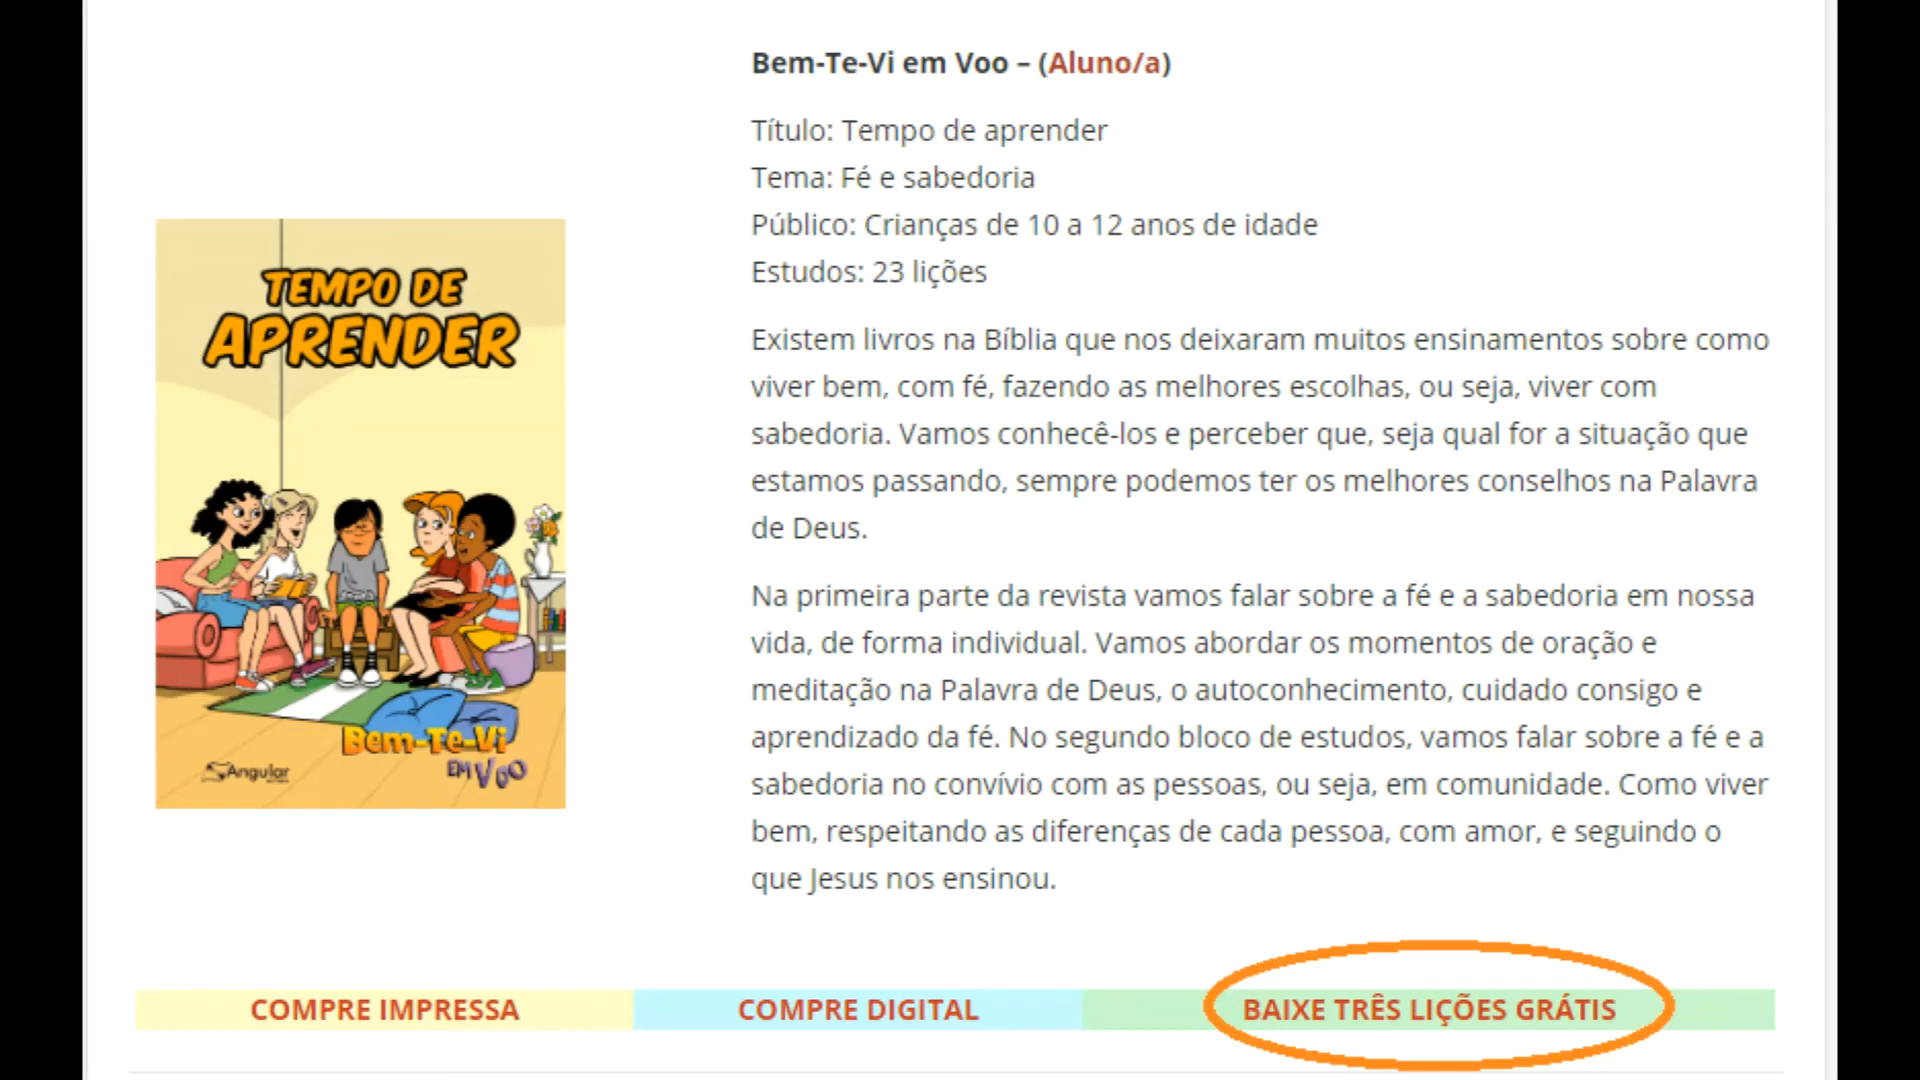 Bem-Te-Vi em Voo – (Aluno/a)
Título: Tempo de aprender
Tema: Fé e sabedoria
Público: Crianças de 10 a 12 anos de idade
Estudos: 23 lições
Existem livros na Bíblia que nos deixaram muitos ensinamentos sobre como
viver bem, com fé, fazendo as melhores escolhas, ou seja, viver com
sabedoria. Vamos conhecê-los e perceber que, seja qual for a situação que
estamos passando, sempre podemos ter os melhores conselhos na Palavra
de Deus.
Na primeira parte da revista vamos falar sobre a fé e a sabedoria em nossa
vida, de forma individual. Vamos abordar os momentos de oração e
meditação na Palavra de Deus, o autoconhecimento, cuidado consigo e
aprendizado da fé. No segundo bloco de estudos, vamos falar sobre a fé e a
sabedoria no convívio com as pessoas, ou seja, em comunidade. Como viver
bem, respeitando as diferenças de cada pessoa, com amor, e seguindo o
que Jesus nos ensinou.
TEMPO DE
APRENDER
Bem-Te-Vi
EM VOO
Angular
COMPRE IMPRESSA
COMPRE DIGITAL
BAIXE TRÊS LIÇÕES GRÁTIS